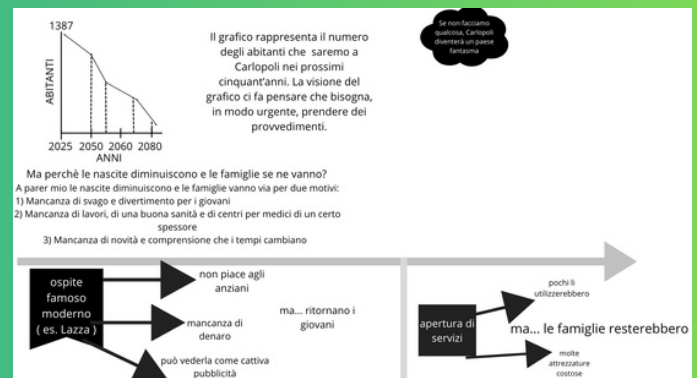 1387
ABITANTI
2025 2050 2060 2080
ANNI
Il grafico rappresenta il numero
degli abitanti che saremo a
Carlopoli nei prossimi
cinquant'anni. La visione del
grafico ci fa pensare che bisogna,
in modo urgente, prendere dei
provvedimenti.
Se non facciamo
qualcosa, Carlopoli
diventerà un paese
fantasma
Ma perchè le nascite diminuiscono e le famiglie se ne vanno?
A parer mio le nascite diminuiscono e le famiglie vanno via per due motivi:
1) Mancanza di svago e divertimento per i giovani
2) Mancanza di lavori, di una buona sanità e di centri per medici di un certo
spessore
3) Mancanza di novità e comprensione che i tempi cambiano
ospite
famoso
moderno
( es. Lazza )
non piace agli
anziani
mancanza di
denaro
può vederla come cattiva
pubblicità
ma... ritornano i
giovani
apertura di
servizi
pochi li
utilizzerebbero
ma... le famiglie resterebbero
molte
attrezzature
costose